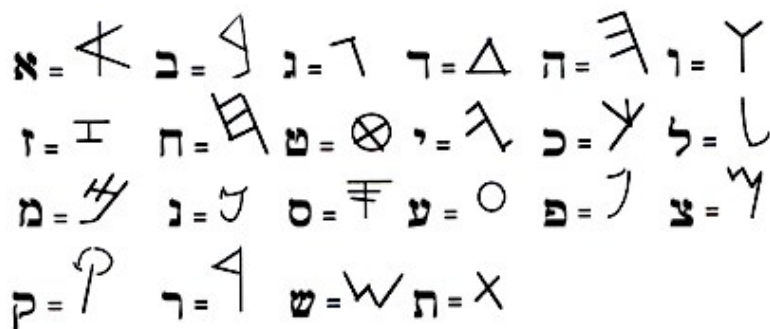 א = 𐤀 ב = 𐤁 ג = 𐤂 ד = 𐤃 ה = 𐤄 ו = 𐤅
ז = 𐤆 ח = 𐤇 ט = 𐤈 י = 𐤉 כ = 𐤊 ל = 𐤋
מ = 𐤌 נ = 𐤍 ס = 𐤎 ע = 𐤏 פ = 𐤐 צ = 𐤑
ק = 𐤒 ר = 𐤓 ש = 𐤔 ת = 𐤕